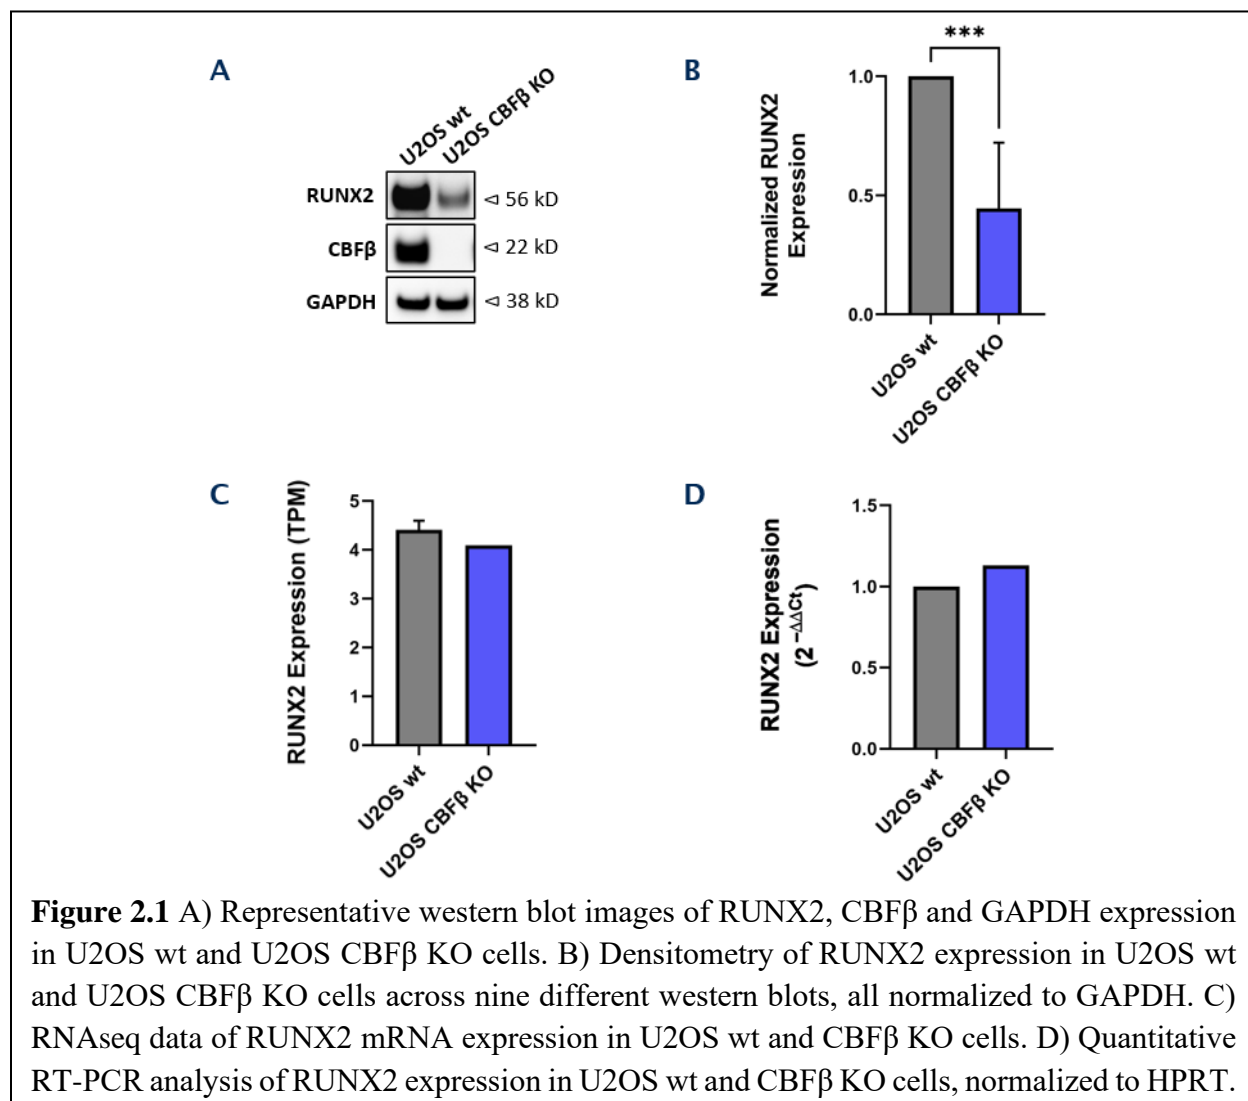 A
U2OS wt
U2OS CBFβ KO
RUNX2
◁ 56 kD
CBFβ
◁ 22 kD
GAPDH
◁ 38 kD
B
***
Normalized RUNX2
Expression
1.0
0.5
0.0
U2OS wt
U2OS CBFβ KO
C
RUNX2 Expression (TPM)
5
4
3
2
1
0
U2OS wt
U2OS CBFβ KO
D
RUNX2 Expression
(2^−ΔΔCt)
1.5
1.0
0.5
0.0
U2OS wt
U2OS CBFβ KO
Figure 2.1 A) Representative western blot images of RUNX2, CBFβ and GAPDH expression
in U2OS wt and U2OS CBFβ KO cells. B) Densitometry of RUNX2 expression in U2OS wt
and U2OS CBFβ KO cells across nine different western blots, all normalized to GAPDH. C)
RNAseq data of RUNX2 mRNA expression in U2OS wt and CBFβ KO cells. D) Quantitative
RT-PCR analysis of RUNX2 expression in U2OS wt and CBFβ KO cells, normalized to HPRT.